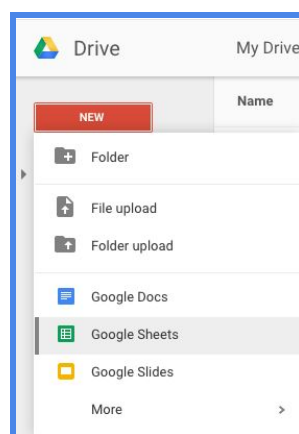 Drive
My Drive
Name
NEW
Folder
File upload
Folder upload
Google Docs
Google Sheets
Google Slides
More